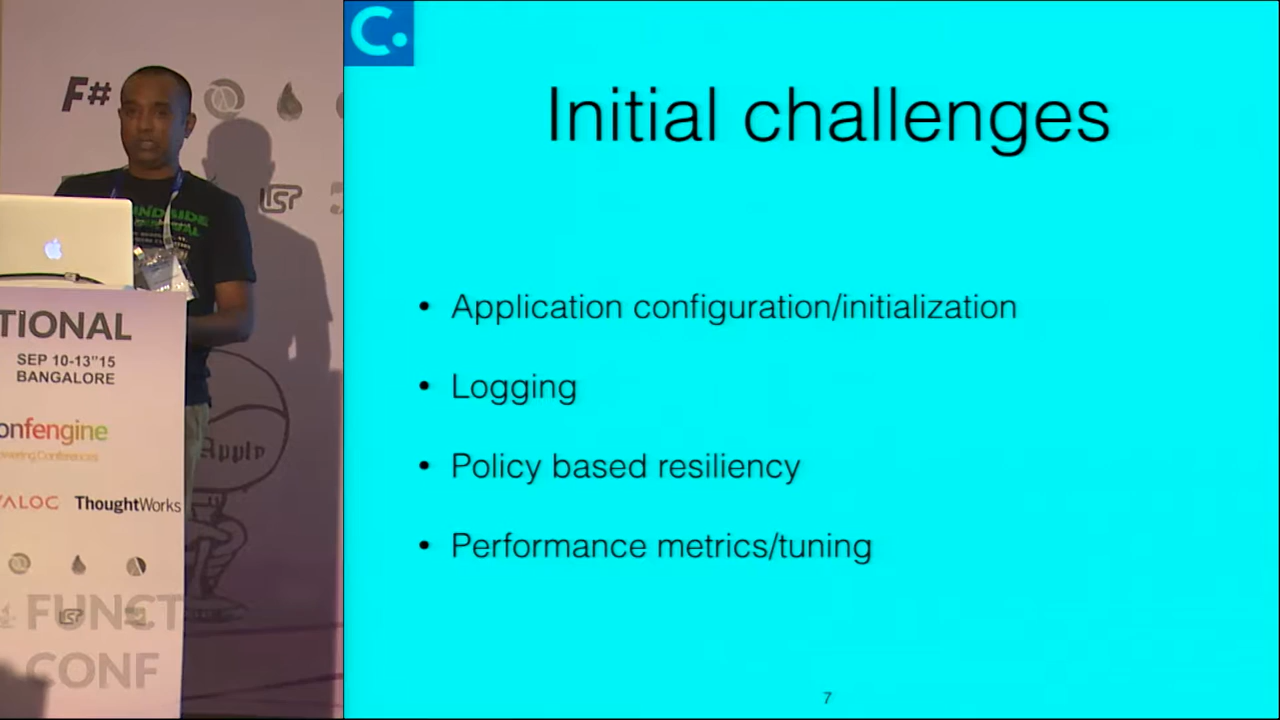 F#
LISP
TIONAL
SEP 10-13"15
BANGALORE
onfengine
ThoughtWorks
Apply
FUNCT
CONF
C.
Initial challenges
• Application configuration/initialization
• Logging
• Policy based resiliency
• Performance metrics/tuning
7